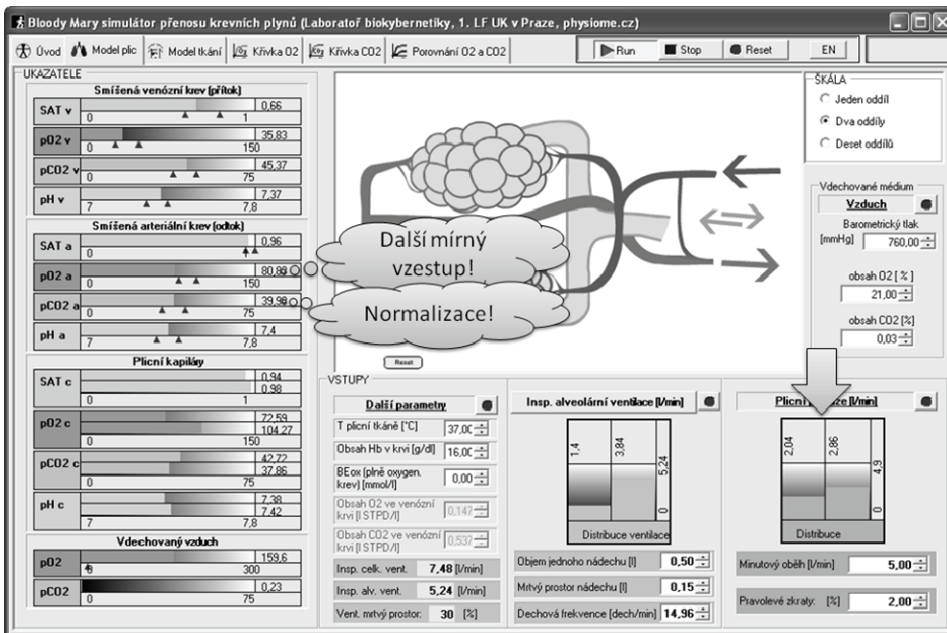 Bloody Mary simulátor přenosu krevních plynů (Laboratoř biokybernetiky, 1. LF UK v Praze, physiome.cz)
Úvod Model plic Model tkání Křivka O2 Křivka CO2 Porovnání O2 a CO2 Run Stop Reset EN
UKAZATELE
Smíšená venózní krev (přítok)
SAT v 0,66
0 1
pO2 v 35,83
0 150
pCO2 v 45,37
0 75
pH v 7,37
7 7,8
Smíšená arteriální krev (odtok)
SAT a 0,96
0
pO2 a 80,83
0 150
pCO2 a 39,98
0 75
pH a 7,4
7 7,8
Plicní kapiláry
SAT c 0,94
0,98
0 1
pO2 c 72,59
104,27
0 150
pCO2 c 42,72
37,86
0 75
pH c 7,38
7,42
7 7,8
Vdechovaný vzduch
pO2 159,6
0 300
pCO2 0,23
0 75
Další mírný
vzestup!
Normalizace!
Reset
ŠKÁLA
Jeden oddíl
Dva oddíly
Deset oddílů
Vdechované médium
Vzduch
Barometrický tlak
[mmHg] 760,00
obsah O2 [ % ]
21,00
obsah CO2 [%]
0,03
VSTUPY
Další parametry
T plicní tkáně [°C] 37,0C
Obsah Hb v krvi [g/dl] 16,0C
BEox (plně oxygen.
krev) [mmol/l] 0,00
Obsah O2 ve venózní
krvi [l STPD/l] 0,147
Obsah CO2 ve venózní
krvi [l STPD/l] 0,537
Insp. celk. vent. 7,48 [l/min]
Insp. alv. vent. 5,24 [l/min]
Vent. mrtvý prostor: 30 [%]
Insp. alveolární ventilace [l/min]
1,4 3,84 5,24
0
Distribuce ventilace
Objem jednoho nádechu [l] 0,50
Mrtvý prostor nádechu [l] 0,15
Dechová frekvence [dech/min] 14,96
Plicní [l/min]
2,04 2,86 4,9
0
Distribuce
Minutový oběh [l/min] 5,00
Pravolevé zkraty: [%] 2,00